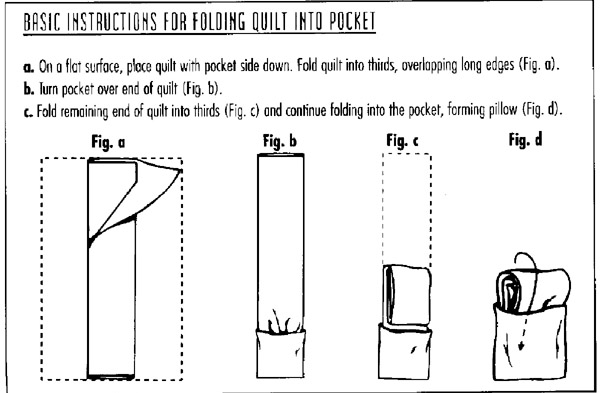 BASIC INSTRUCTIONS FOR FOLDING QUILT INTO POCKET
a. On a flat surface, place quilt with pocket side down. Fold quilt into thirds, overlapping long edges (Fig. a).
b. Turn pocket over end of quilt (Fig. b).
c. Fold remaining end of quilt into thirds (Fig. c) and continue folding into the pocket, forming pillow (Fig. d).
Fig. a Fig. b Fig. c Fig. d